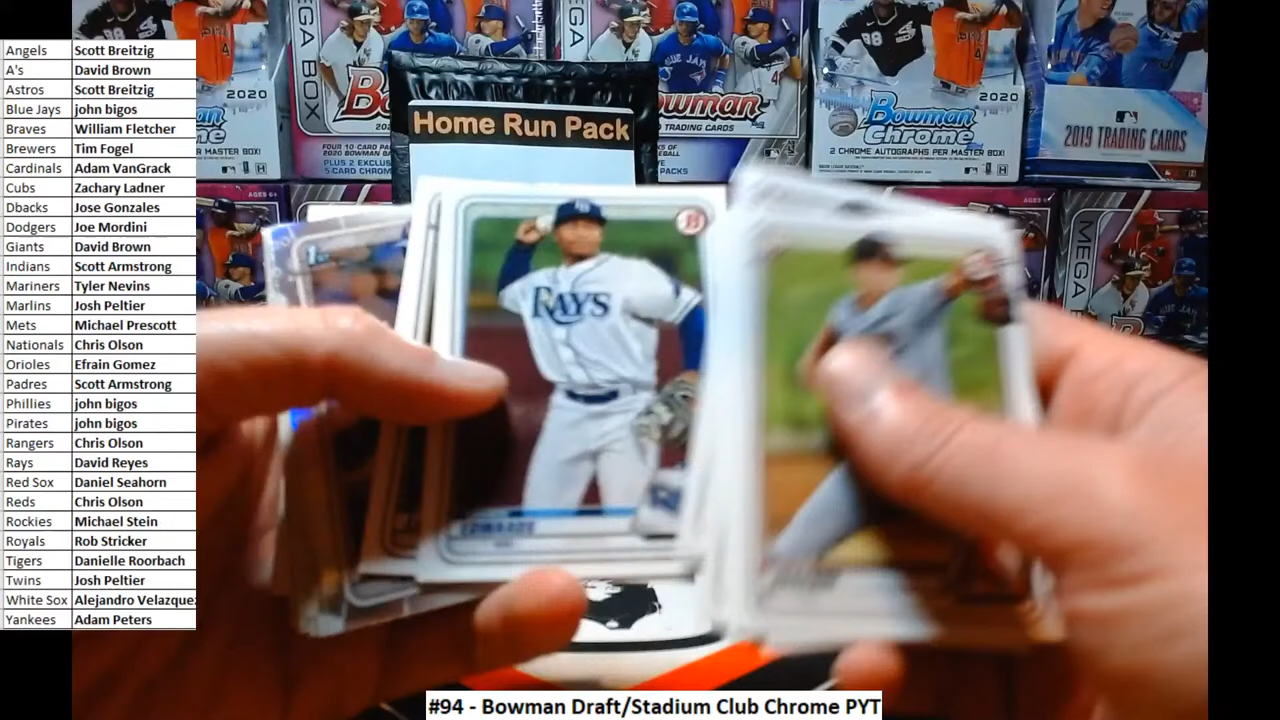 Angels Scott Breitzig
A's David Brown
Astros Scott Breitzig
Blue Jays john bigos
Braves William Fletcher
Brewers Tim Fogel
Cardinals Adam VanGrack
Cubs Zachary Ladner
Dbacks Jose Gonzales
Dodgers Joe Mordini
Giants David Brown
Indians Scott Armstrong
Mariners Tyler Nevins
Marlins Josh Peltier
Mets Michael Prescott
Nationals Chris Olson
Orioles Efrain Gomez
Padres Scott Armstrong
Phillies john bigos
Pirates john bigos
Rangers Chris Olson
Rays David Reyes
Red Sox Daniel Seahorn
Reds Chris Olson
Rockies Michael Stein
Royals Rob Stricker
Tigers Danielle Roorbach
Twins Josh Peltier
White Sox Alejandro Velazquez
Yankees Adam Peters
2020
MEGA BOX
Home Run Pack
Bowman
TRADING CARDS
2020
Bowman
Chrome
2 CHROME AUTOGRAPHS PER MASTER BOX!
2019 TRADING CARDS
AGES 6+
MEGA
RAYS
EDWARDS
#94 - Bowman Draft/Stadium Club Chrome PYT